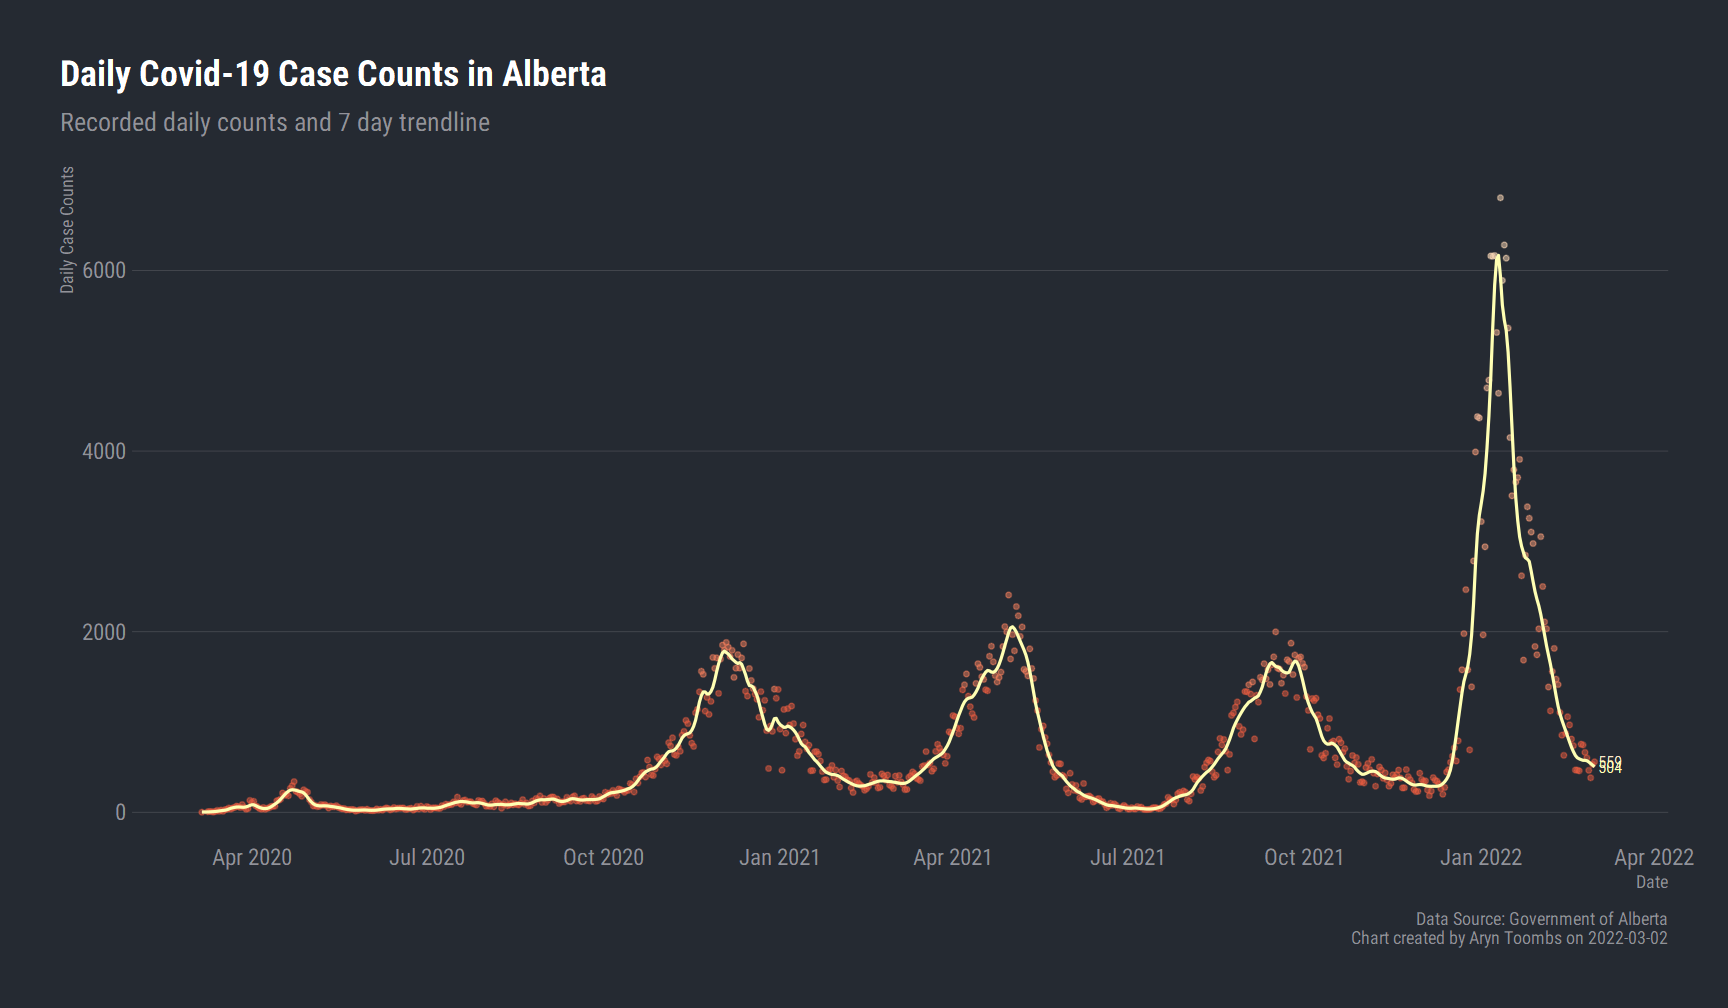 Daily Covid-19 Case Counts in Alberta
Recorded daily counts and 7 day trendline
Daily Case Counts
6000
4000
2000
0
559
504
Apr 2020
Jul 2020
Oct 2020
Jan 2021
Apr 2021
Jul 2021
Oct 2021
Jan 2022
Apr 2022
Date
Data Source: Government of Alberta
Chart created by Aryn Toombs on 2022-03-02